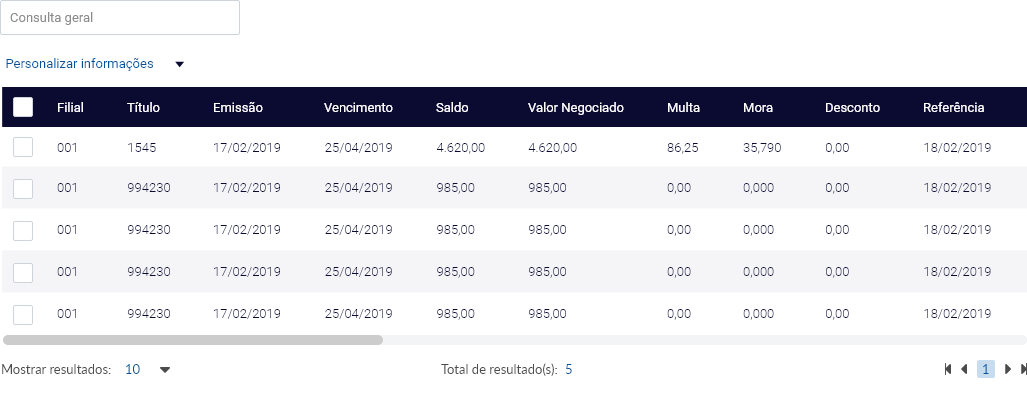 Consulta geral
Personalizar informações
Filial Título Emissão Vencimento Saldo Valor Negociado Multa Mora Desconto Referência
001 1545 17/02/2019 25/04/2019 4.620,00 4.620,00 86,25 35,790 0,00 18/02/2019
001 994230 17/02/2019 25/04/2019 985,00 985,00 0,00 0,000 0,00 18/02/2019
001 994230 17/02/2019 25/04/2019 985,00 985,00 0,00 0,000 0,00 18/02/2019
001 994230 17/02/2019 25/04/2019 985,00 985,00 0,00 0,000 0,00 18/02/2019
001 994230 17/02/2019 25/04/2019 985,00 985,00 0,00 0,000 0,00 18/02/2019
Mostrar resultados: 10 Total de resultado(s): 5 1